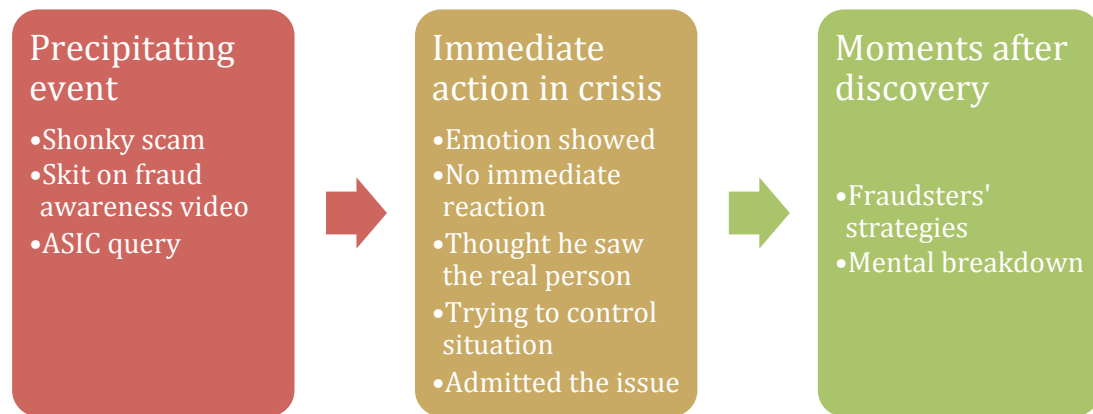 Precipitating
event
•Shonky scam
•Skit on fraud
awareness video
•ASIC query
Immediate
action in crisis
•Emotion showed
•No immediate
reaction
•Thought he saw
the real person
•Trying to control
situation
•Admitted the issue
Moments after
discovery
•Fraudsters'
strategies
•Mental breakdown